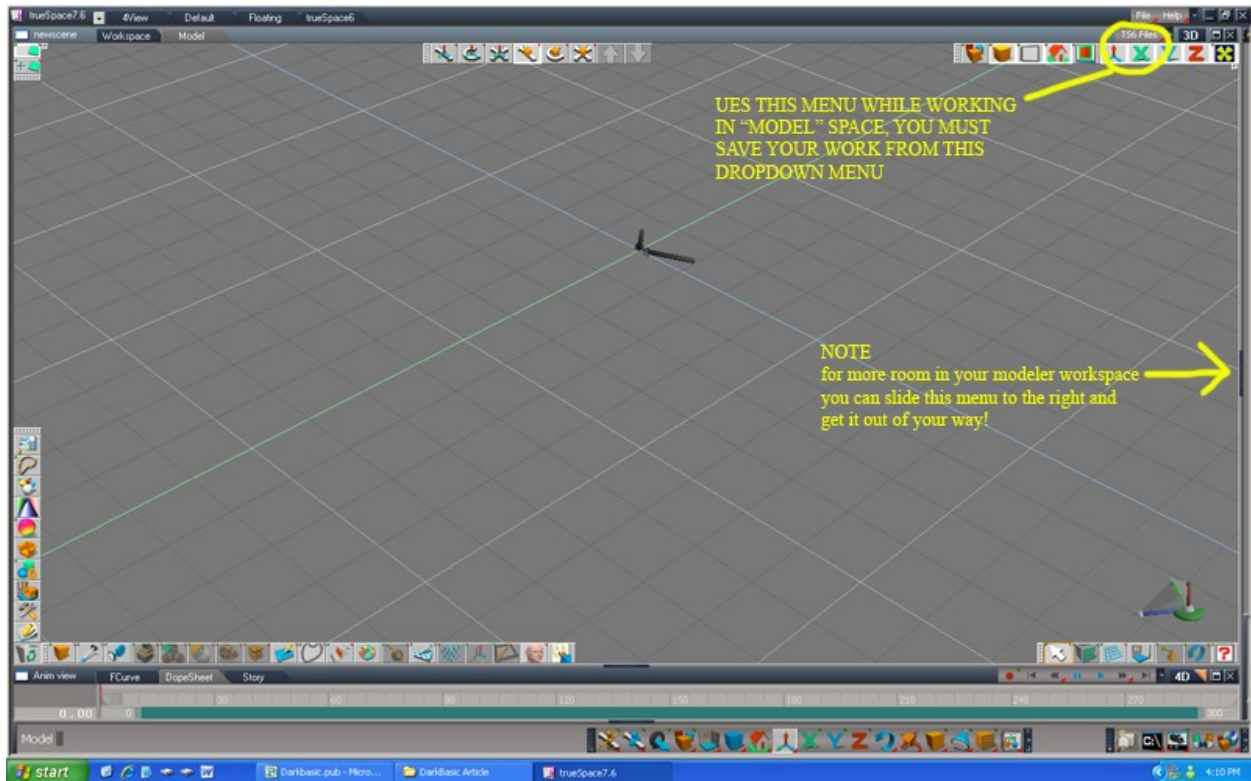 trueSpace7.6 4View Default Floating trueSpace6 File Help
newscene Workspace Model TS6 Files 3D
X Y Z
UES THIS MENU WHILE WORKING
IN “MODEL” SPACE, YOU MUST
SAVE YOUR WORK FROM THIS
DROPDOWN MENU
NOTE
for more room in your modeler workspace
you can slide this menu to the right and
get it out of your way!
?
Anim view FCurve DopeSheet Story 4D
30 60 90 120 150 180 210 240 270
0.00 0 300
Model X Y Z C:\
start Darkbasic.pub - Micro... DarkBasic Article trueSpace7.6 4:10 PM